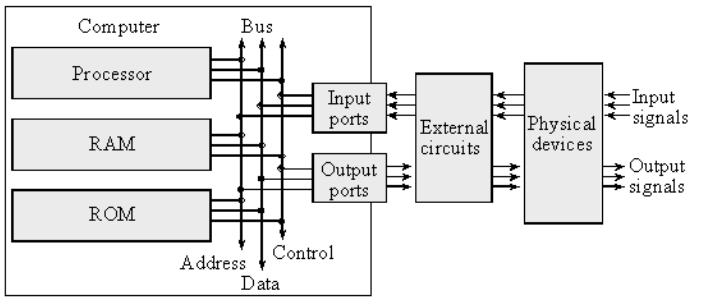 Computer
Bus
Processor
RAM
ROM
Address
Data
Control
Input
ports
Output
ports
External
circuits
Physical
devices
Input
signals
Output
signals